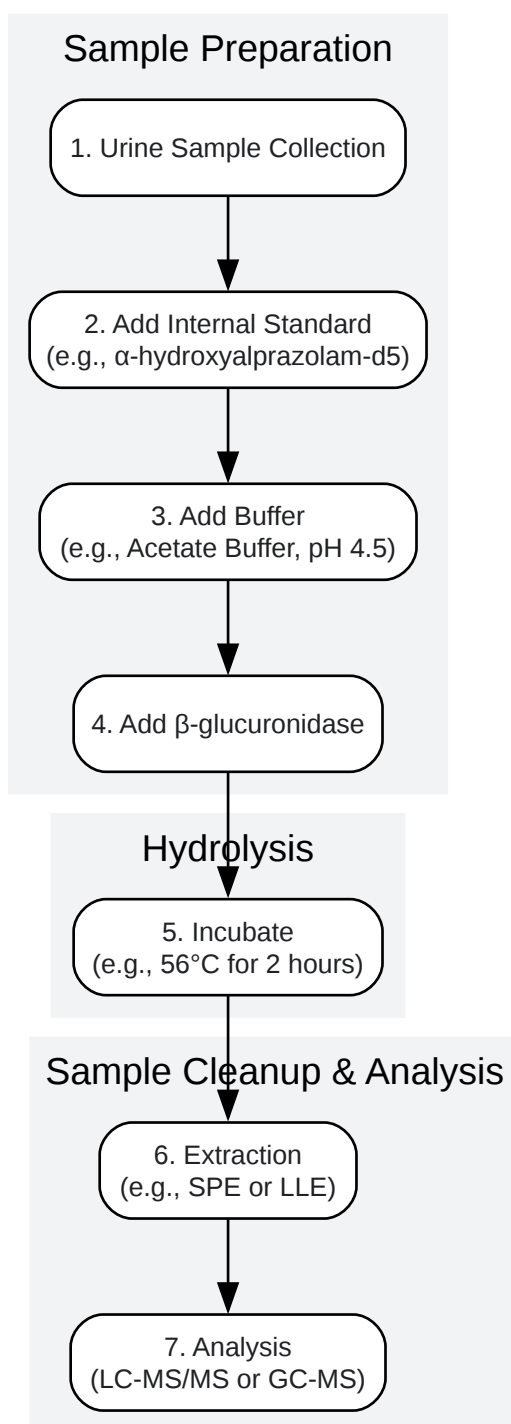 Sample Preparation
1. Urine Sample Collection
2. Add Internal Standard
(e.g., α-hydroxyalprazolam-d5)
3. Add Buffer
(e.g., Acetate Buffer, pH 4.5)
4. Add β-glucuronidase
Hydrolysis
5. Incubate
(e.g., 56°C for 2 hours)
Sample Cleanup & Analysis
6. Extraction
(e.g., SPE or LLE)
7. Analysis
(LC-MS/MS or GC-MS)